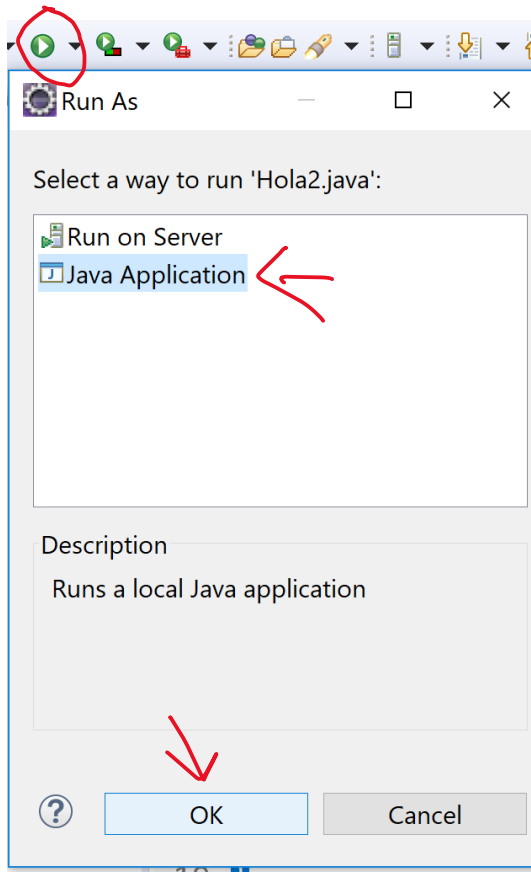 Run As
Select a way to run 'Hola2.java':
Run on Server
Java Application
Description
Runs a local Java application
OK
Cancel